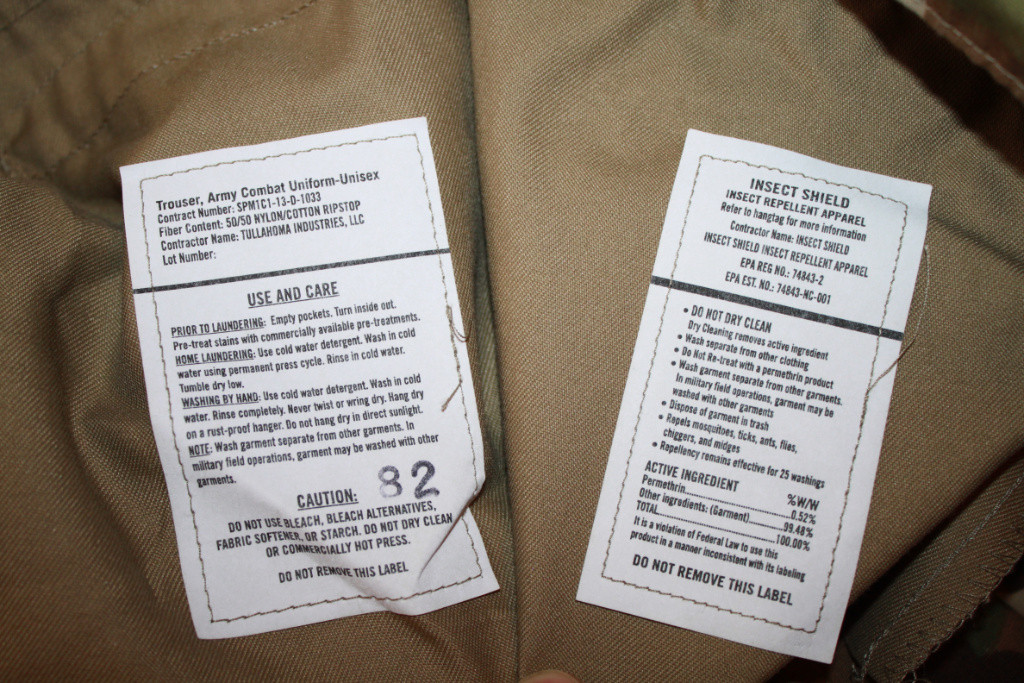 Trouser, Army Combat Uniform-Unisex
Contract Number: SPM1C1-13-D-1033
Fiber Content: 50/50 NYLON/COTTON RIPSTOP
Contractor Name: TULLAHOMA INDUSTRIES, LLC
Lot Number:
USE AND CARE
PRIOR TO LAUNDERING: Empty pockets. Turn inside out.
Pre-treat stains with commercially available pre-treatments.
HOME LAUNDERING: Use cold water detergent. Wash in cold
water using permanent press cycle. Rinse in cold water.
Tumble dry low.
WASHING BY HAND: Use cold water detergent. Wash in cold
water. Rinse completely. Never twist or wring dry. Hang dry
on a rust-proof hanger. Do not hang dry in direct sunlight.
NOTE: Wash garment separate from other garments. In
military field operations, garment may be washed with other
garments.
82
CAUTION:
DO NOT USE BLEACH, BLEACH ALTERNATIVES,
FABRIC SOFTENER, OR STARCH. DO NOT DRY CLEAN
OR COMMERCIALLY HOT PRESS.
DO NOT REMOVE THIS LABEL
INSECT SHIELD
INSECT REPELLENT APPAREL
Refer to hangtag for more information
Contractor Name: INSECT SHIELD
INSECT SHIELD INSECT REPELLENT APPAREL
EPA REG NO.: 74843-2
EPA EST. NO.: 74843-NC-001
• DO NOT DRY CLEAN
Dry Cleaning removes active ingredient
• Wash separate from other clothing
• Do Not Re-treat with a permethrin product
• Wash garment separate from other garments.
In military field operations, garment may be
washed with other garments
• Dispose of garment in trash
• Repels mosquitoes, ticks, ants, flies,
chiggers, and midges
• Repellency remains effective for 25 washings
ACTIVE INGREDIENT %W/W
Permethrin 0.52%
Other ingredients: (Garment) 99.48%
TOTAL 100.00%
It is a violation of Federal Law to use this
product in a manner inconsistent with its labeling
DO NOT REMOVE THIS LABEL